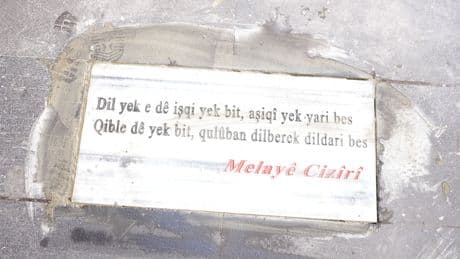 Dil yek e dê işqi yek bit, aşiqî yek yari bes
Qible dê yek bit, qulûban dilberek dildari bes
Melayê Cizîrî